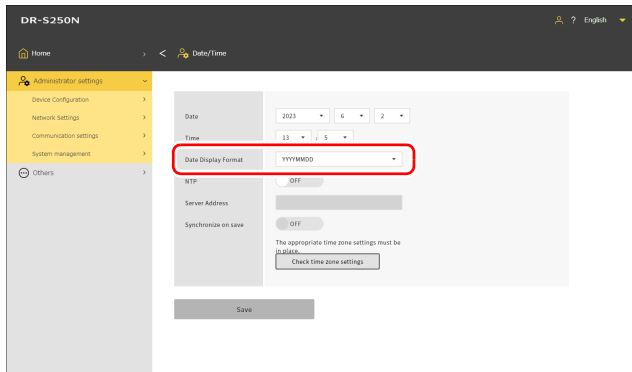 DR-S250N
? English
Home
< Date/Time
Administrator settings
Device Configuration
Network Settings
Communication settings
System management
Others
Date 2023 6 2
Time 13 : 5
Date Display Format YYYYMMDD
NTP OFF
Server Address
Synchronize on save OFF
The appropriate time zone settings must be
in place.
Check time zone settings
Save